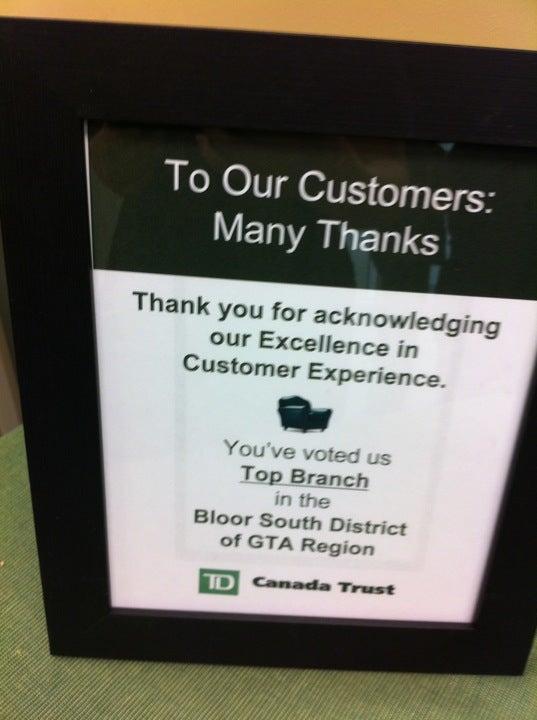 To Our Customers:
Many Thanks
Thank you for acknowledging
our Excellence in
Customer Experience.
You've voted us
Top Branch
in the
Bloor South District
of GTA Region
TD Canada Trust